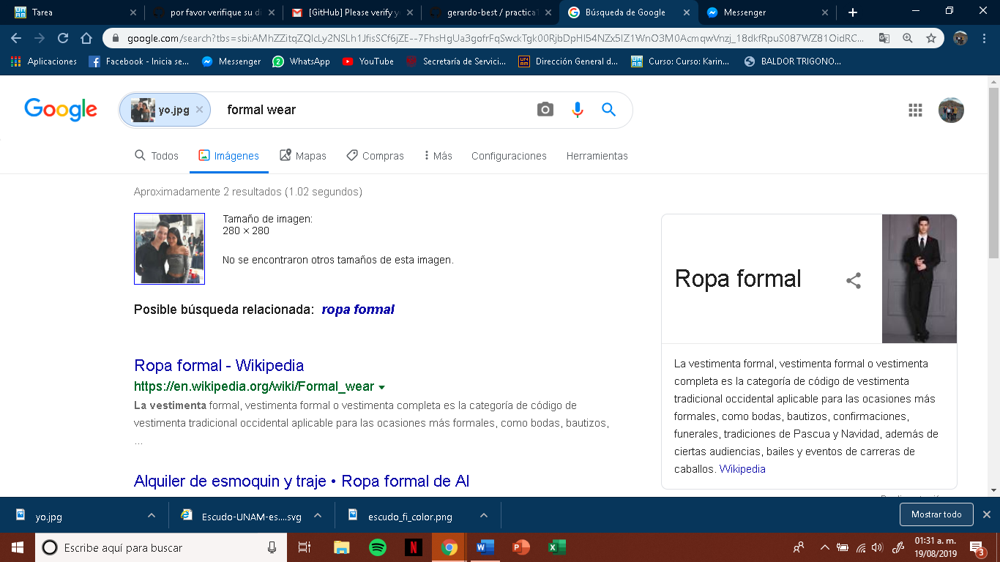 Tarea
por favor verifique su di
[GitHub] Please verify y
gerardo-best / practica1
Búsqueda de Google
Messenger
google.com/search?tbs=sbi:AMhZZitqZQIcLy2NSLh1JfisSCf6jZE--7FhsHgUa3gofrFqSwckTgk00RjbDpHI54NZx5IZ1WnO3M0AcmqwVnzj_18dkfRpuS087WZ81OidRC...
Aplicaciones
Facebook - Inicia se...
Messenger
WhatsApp
YouTube
Secretaría de Servici...
Dirección General d...
Curso: Curso: Karin...
BALDOR TRIGONO...
Google
yo.jpg
formal wear
Todos
Imágenes
Mapas
Compras
Más
Configuraciones
Herramientas
Aproximadamente 2 resultados (1.02 segundos)
Tamaño de imagen:
280 × 280
No se encontraron otros tamaños de esta imagen.
Posible búsqueda relacionada: ropa formal
Ropa formal - Wikipedia
https://en.wikipedia.org/wiki/Formal_wear
La vestimenta formal, vestimenta formal o vestimenta completa es la categoría de código de
vestimenta tradicional occidental aplicable para las ocasiones más formales, como bodas, bautizos,
...
Alquiler de esmoquin y traje • Ropa formal de Al
Ropa formal
La vestimenta formal, vestimenta formal o vestimenta
completa es la categoría de código de vestimenta
tradicional occidental aplicable para las ocasiones más
formales, como bodas, bautizos, confirmaciones,
funerales, tradiciones de Pascua y Navidad, además de
ciertas audiencias, bailes y eventos de carreras de
caballos. Wikipedia
yo.jpg
Escudo-UNAM-es....svg
escudo_fi_color.png
Mostrar todo
Escribe aquí para buscar
01:31 a. m.
19/08/2019
3